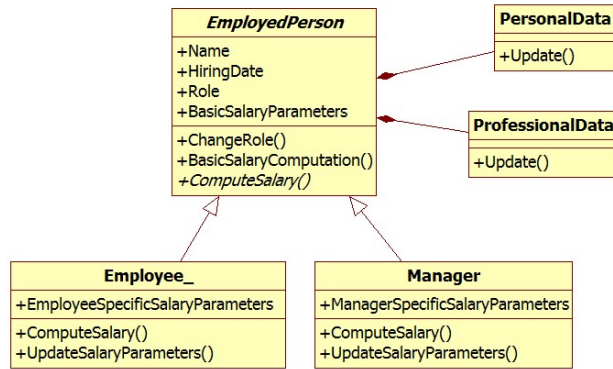 EmployedPerson
+Name
+HiringDate
+Role
+BasicSalaryParameters
+ChangeRole()
+BasicSalaryComputation()
+ComputeSalary()
PersonalData
+Update()
ProfessionalData
+Update()
Employee_
+EmployeeSpecificSalaryParameters
+ComputeSalary()
+UpdateSalaryParameters()
Manager
+ManagerSpecificSalaryParameters
+ComputeSalary()
+UpdateSalaryParameters()